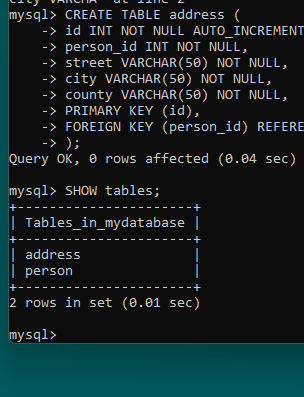 city VARCHA' at line 2
mysql> CREATE TABLE address (
    -> id INT NOT NULL AUTO_INCREMENT
    -> person_id INT NOT NULL,
    -> street VARCHAR(50) NOT NULL,
    -> city VARCHAR(50) NOT NULL,
    -> county VARCHAR(50) NOT NULL,
    -> PRIMARY KEY (id),
    -> FOREIGN KEY (person_id) REFERE
    -> );
Query OK, 0 rows affected (0.04 sec)
mysql> SHOW tables;
+----------------------+
| Tables_in_mydatabase |
+----------------------+
| address              |
| person               |
+----------------------+
2 rows in set (0.01 sec)
mysql>